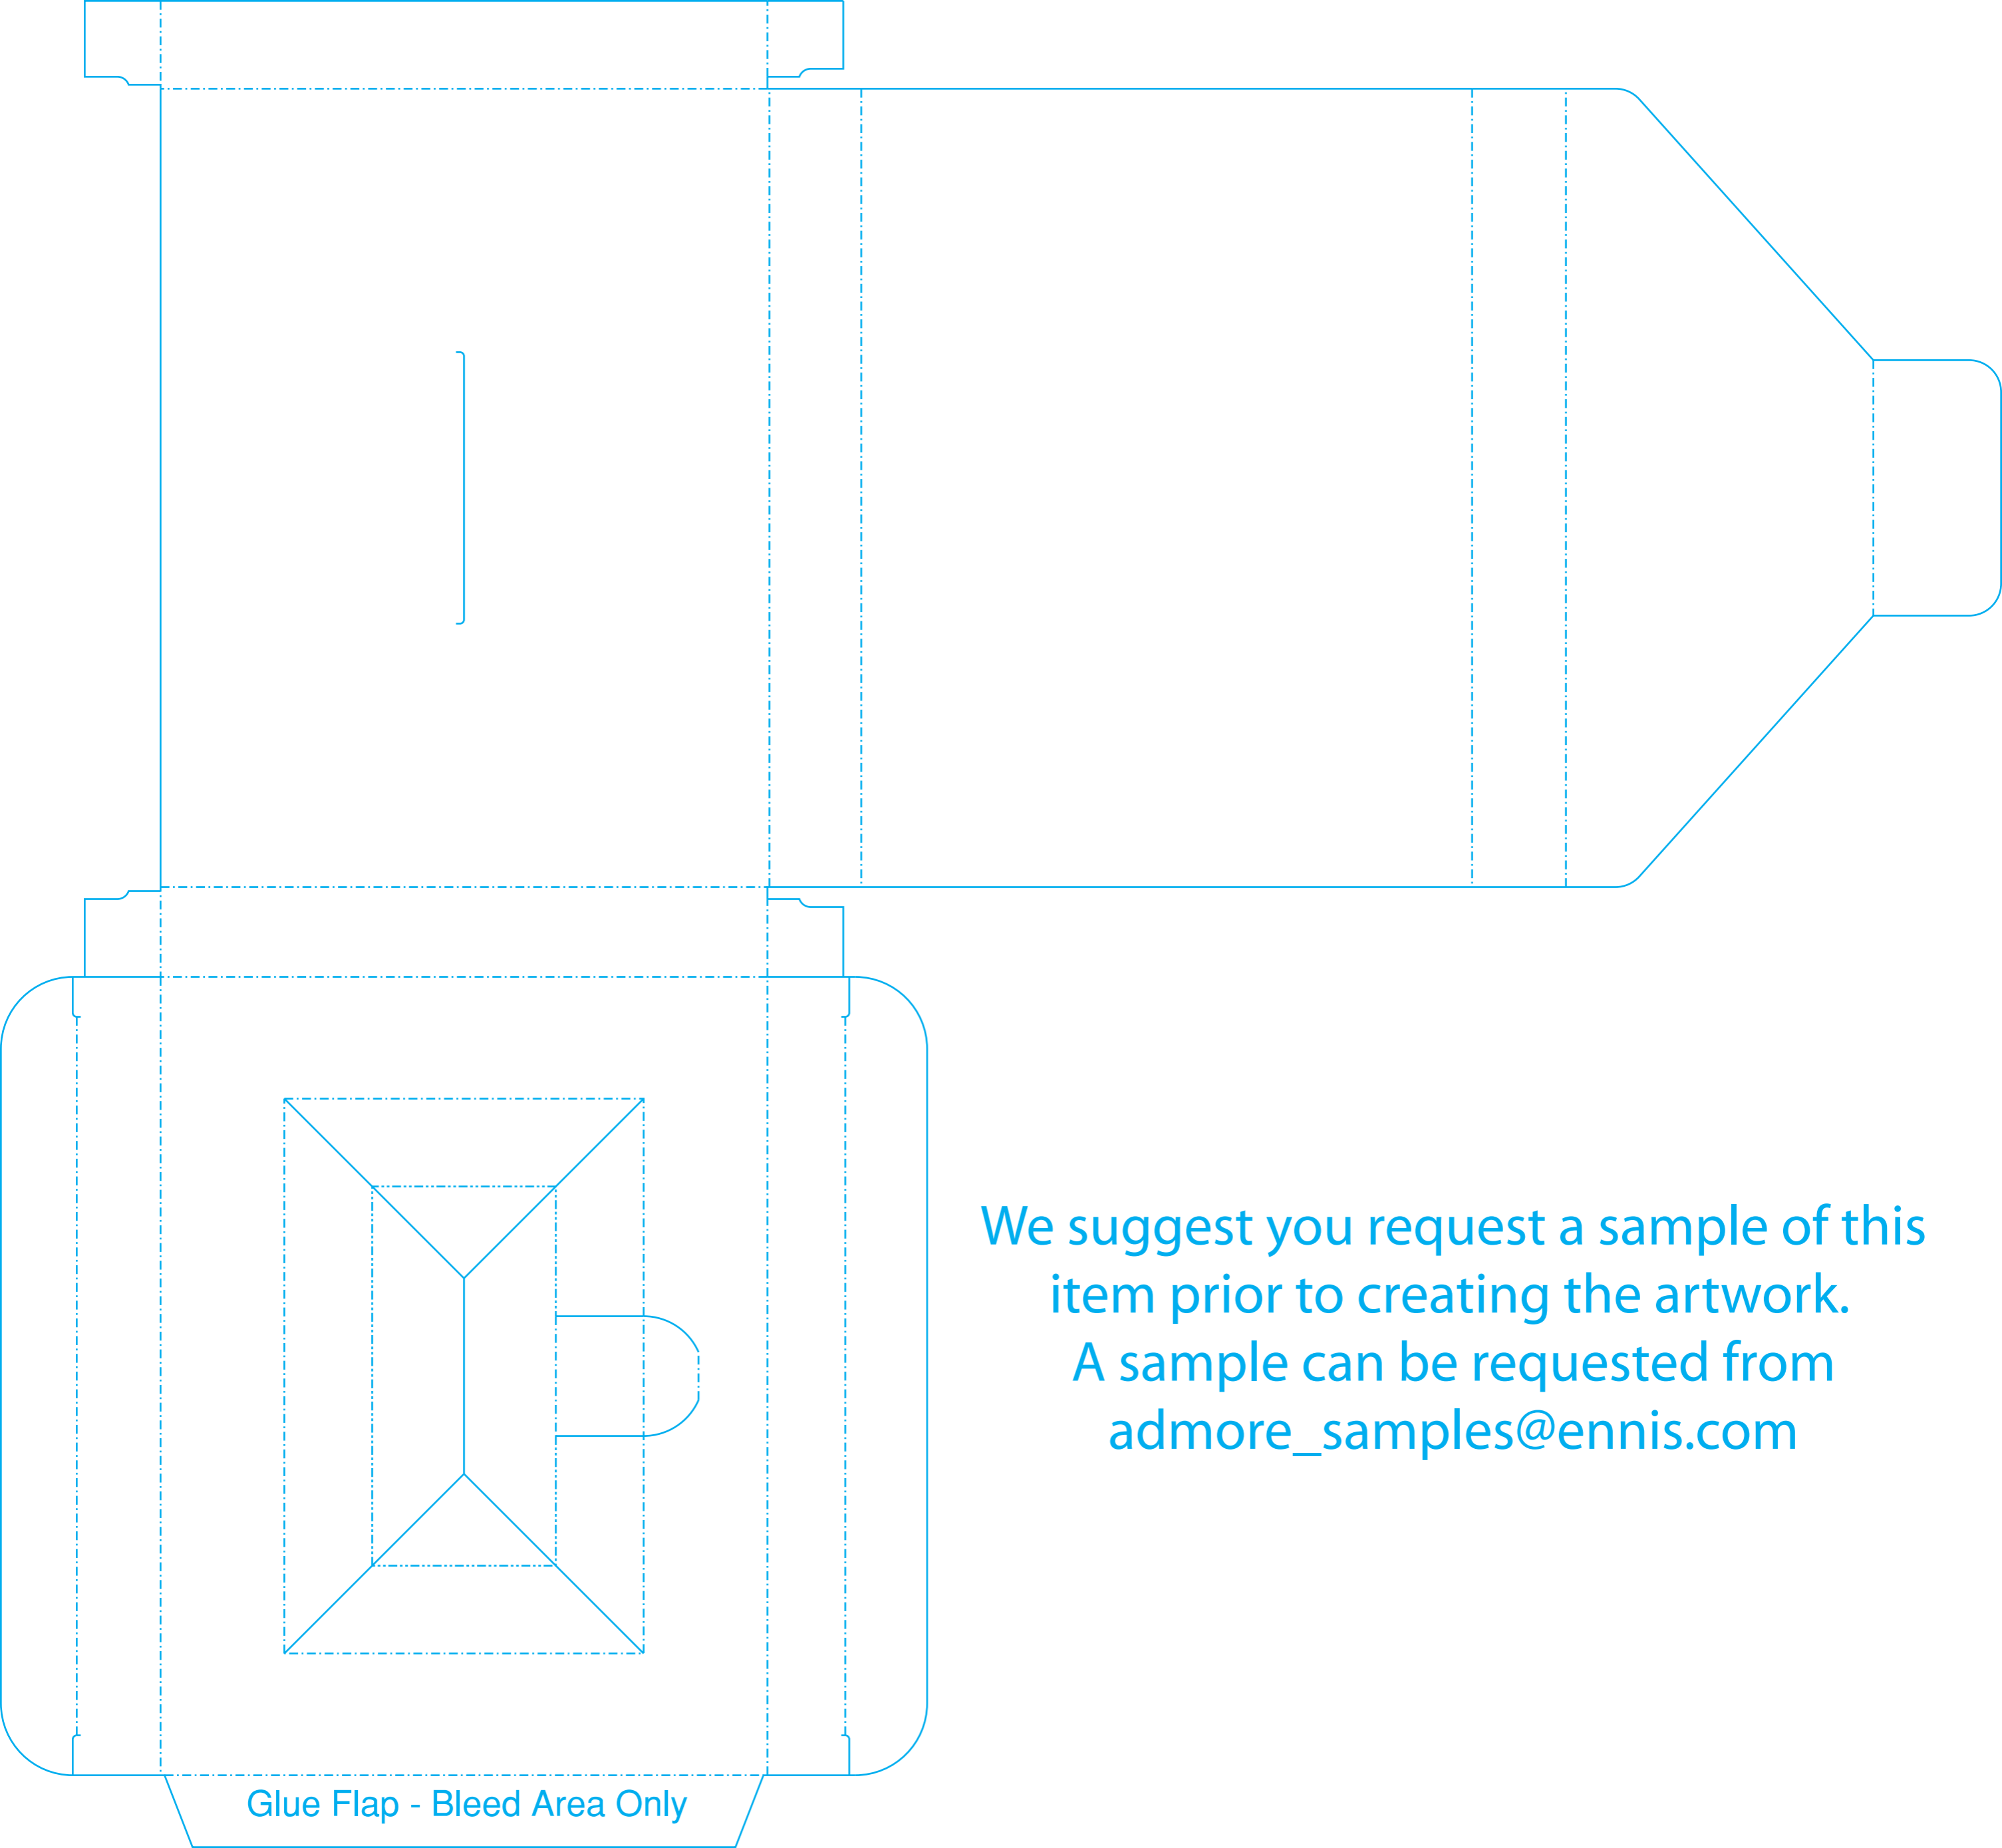 We suggest you request a sample of this
item prior to creating the artwork.
A sample can be requested from
admore_samples@ennis.com
Glue Flap - Bleed Area Only